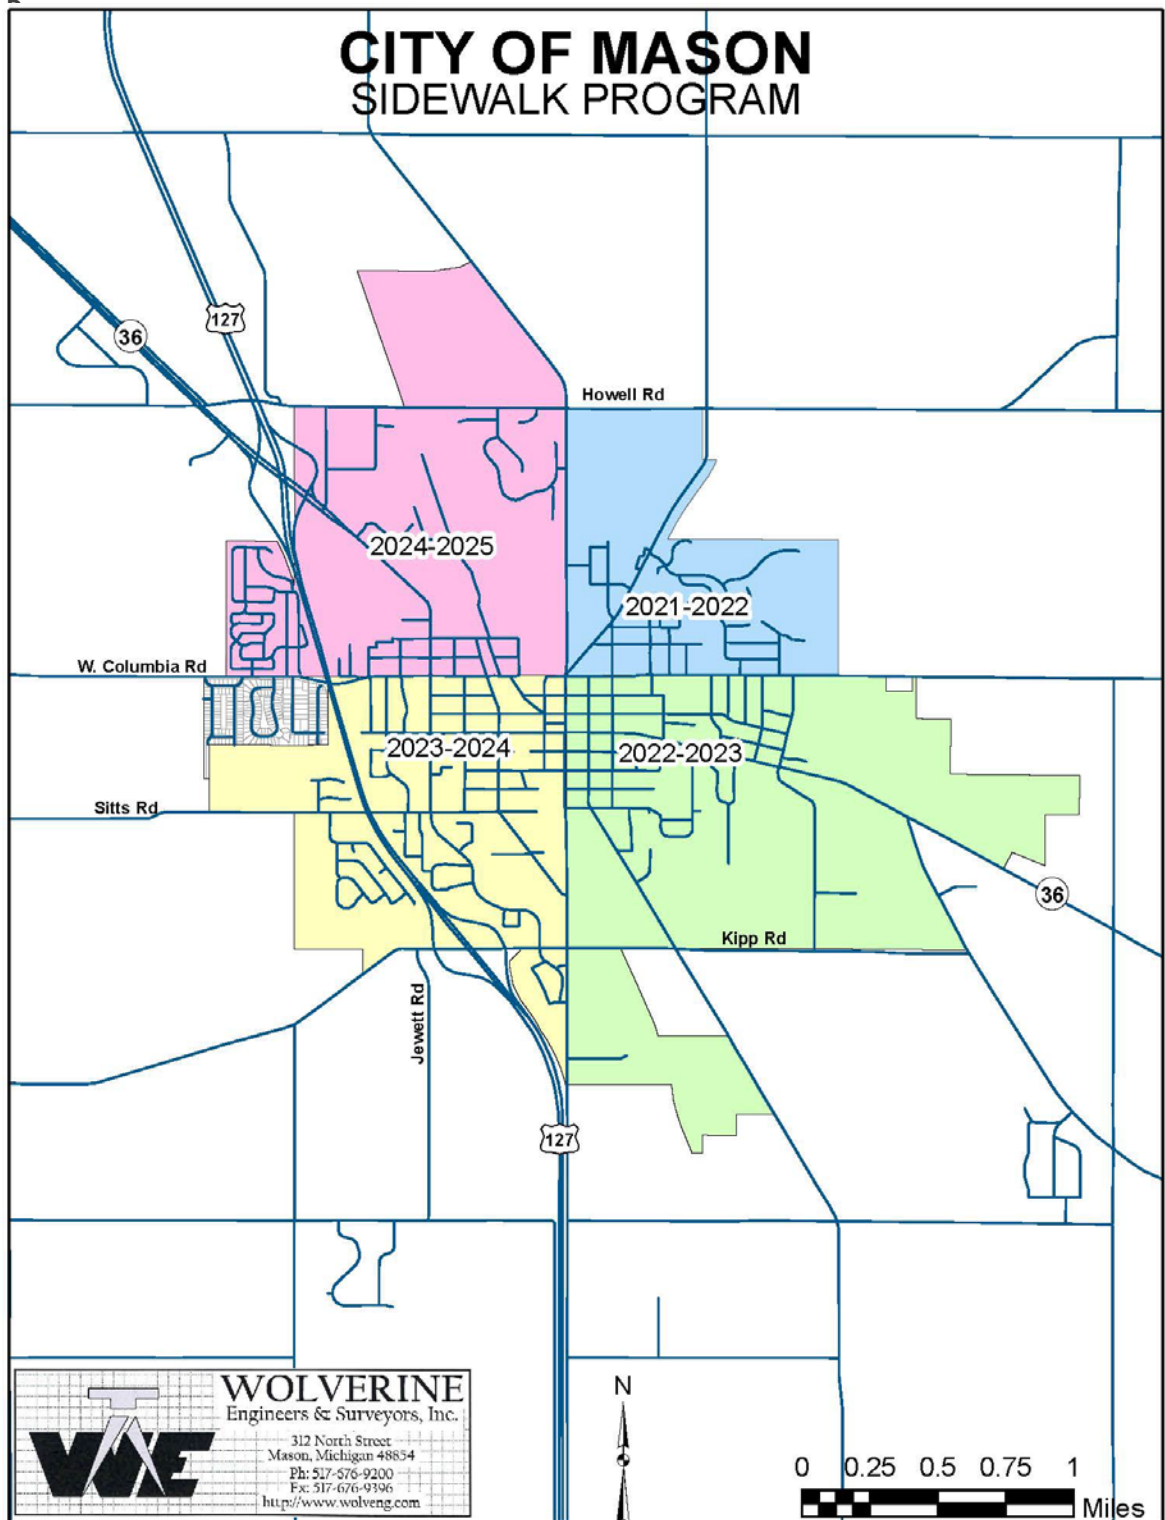 CITY OF MASON
SIDEWALK PROGRAM
127
36
Howell Rd
2024-2025
2021-2022
W. Columbia Rd
2023-2024
2022-2023
Sitts Rd
36
Kipp Rd
Jewett Rd
127
WOLVERINE
Engineers & Surveyors, Inc.
312 North Street
Mason, Michigan 48854
Ph: 517-676-9200
Fx: 517-676-9396
http://www.wolveng.com
WE
N
0 0.25 0.5 0.75 1
Miles